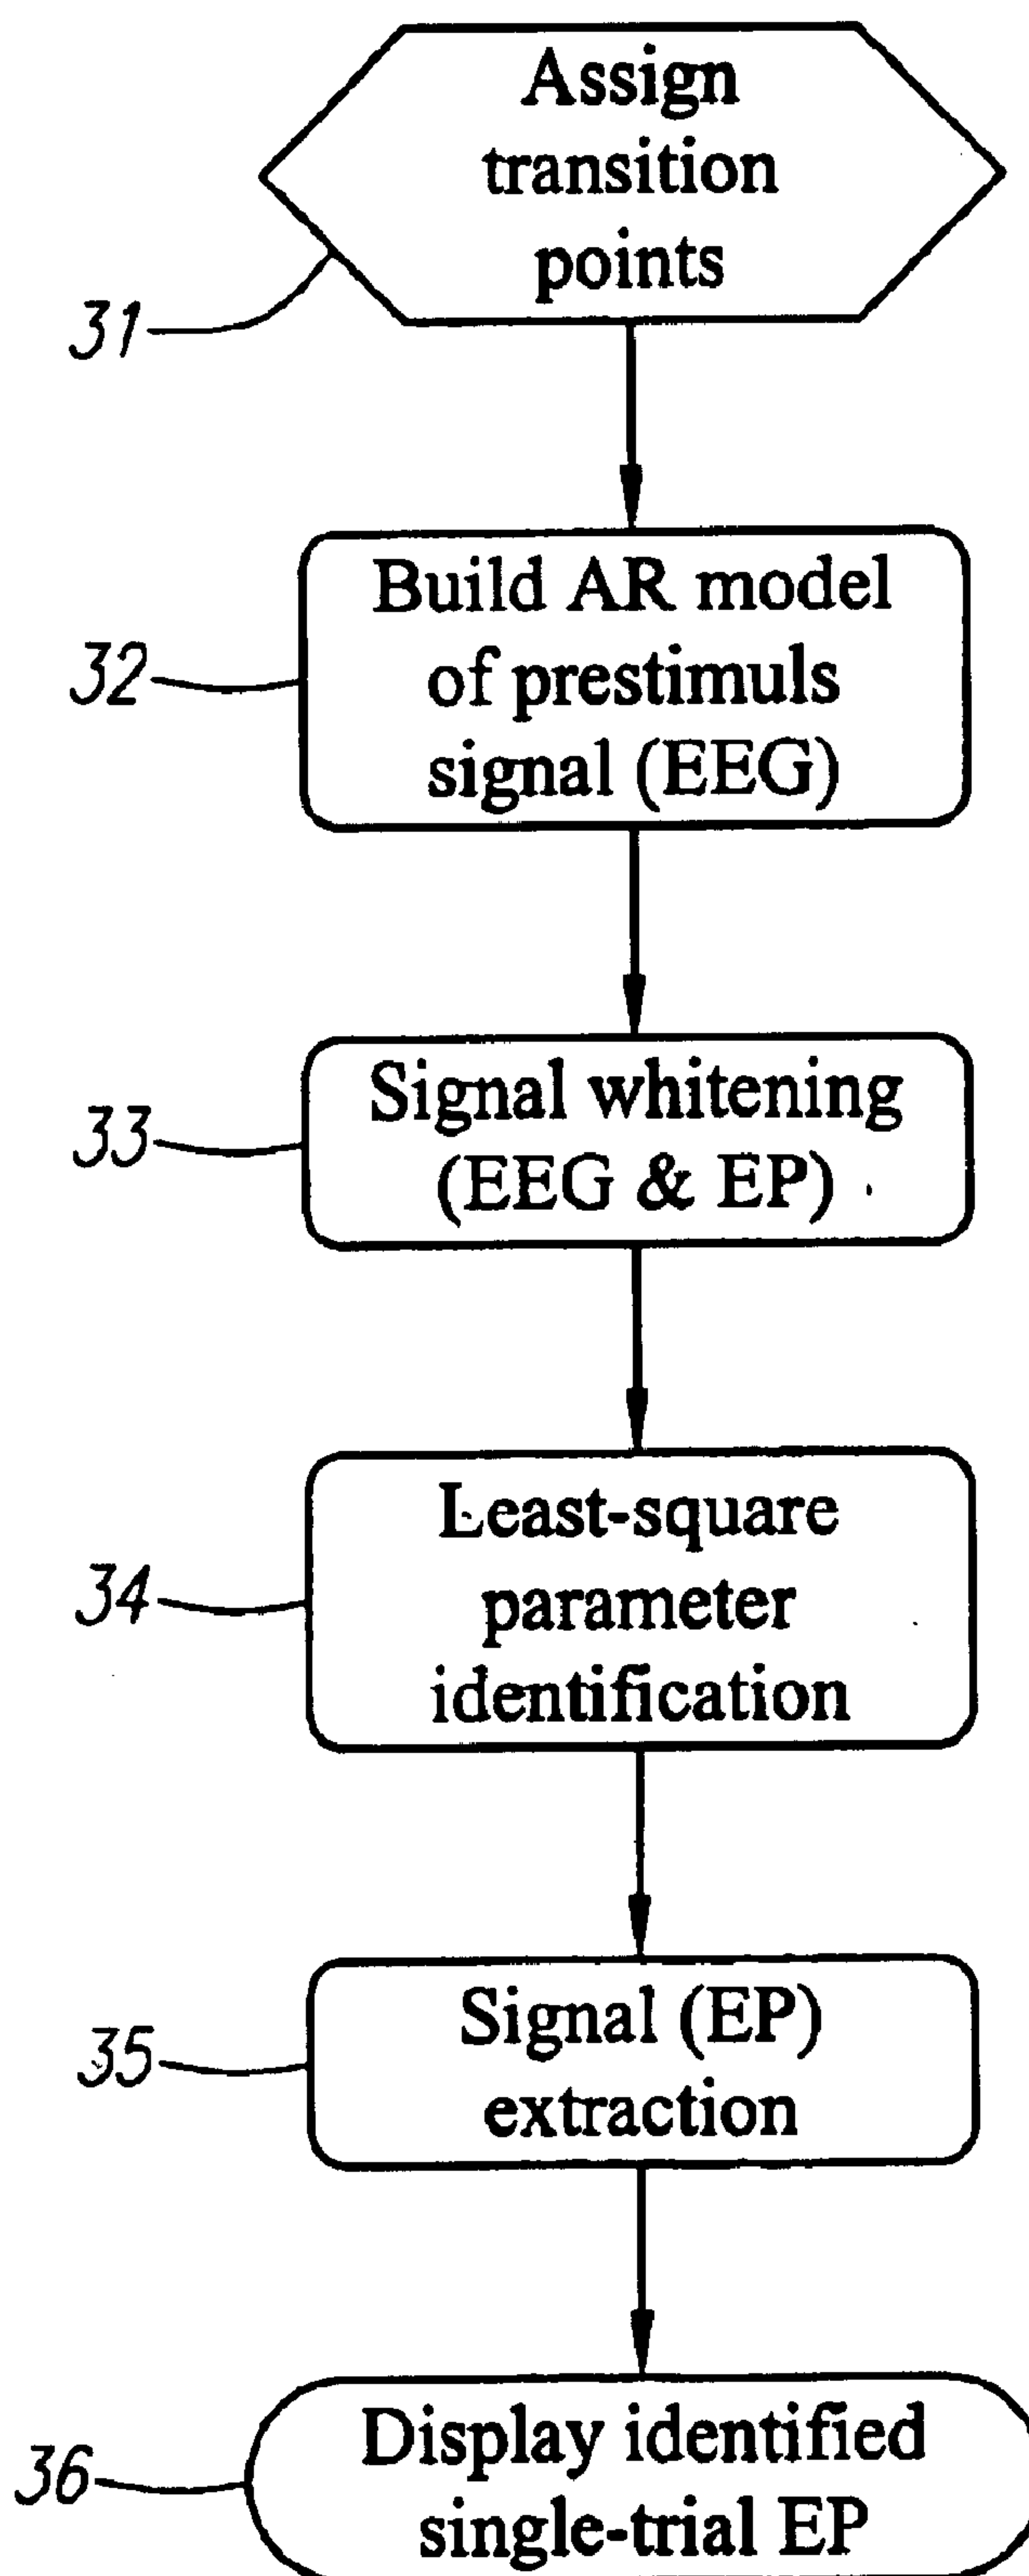 Assign
transition
points
31
Build AR model
of prestimuls
signal (EEG)
32
Signal whitening
(EEG & EP)
33
Least-square
parameter
identification
34
Signal (EP)
extraction
35
Display identified
single-trial EP
36